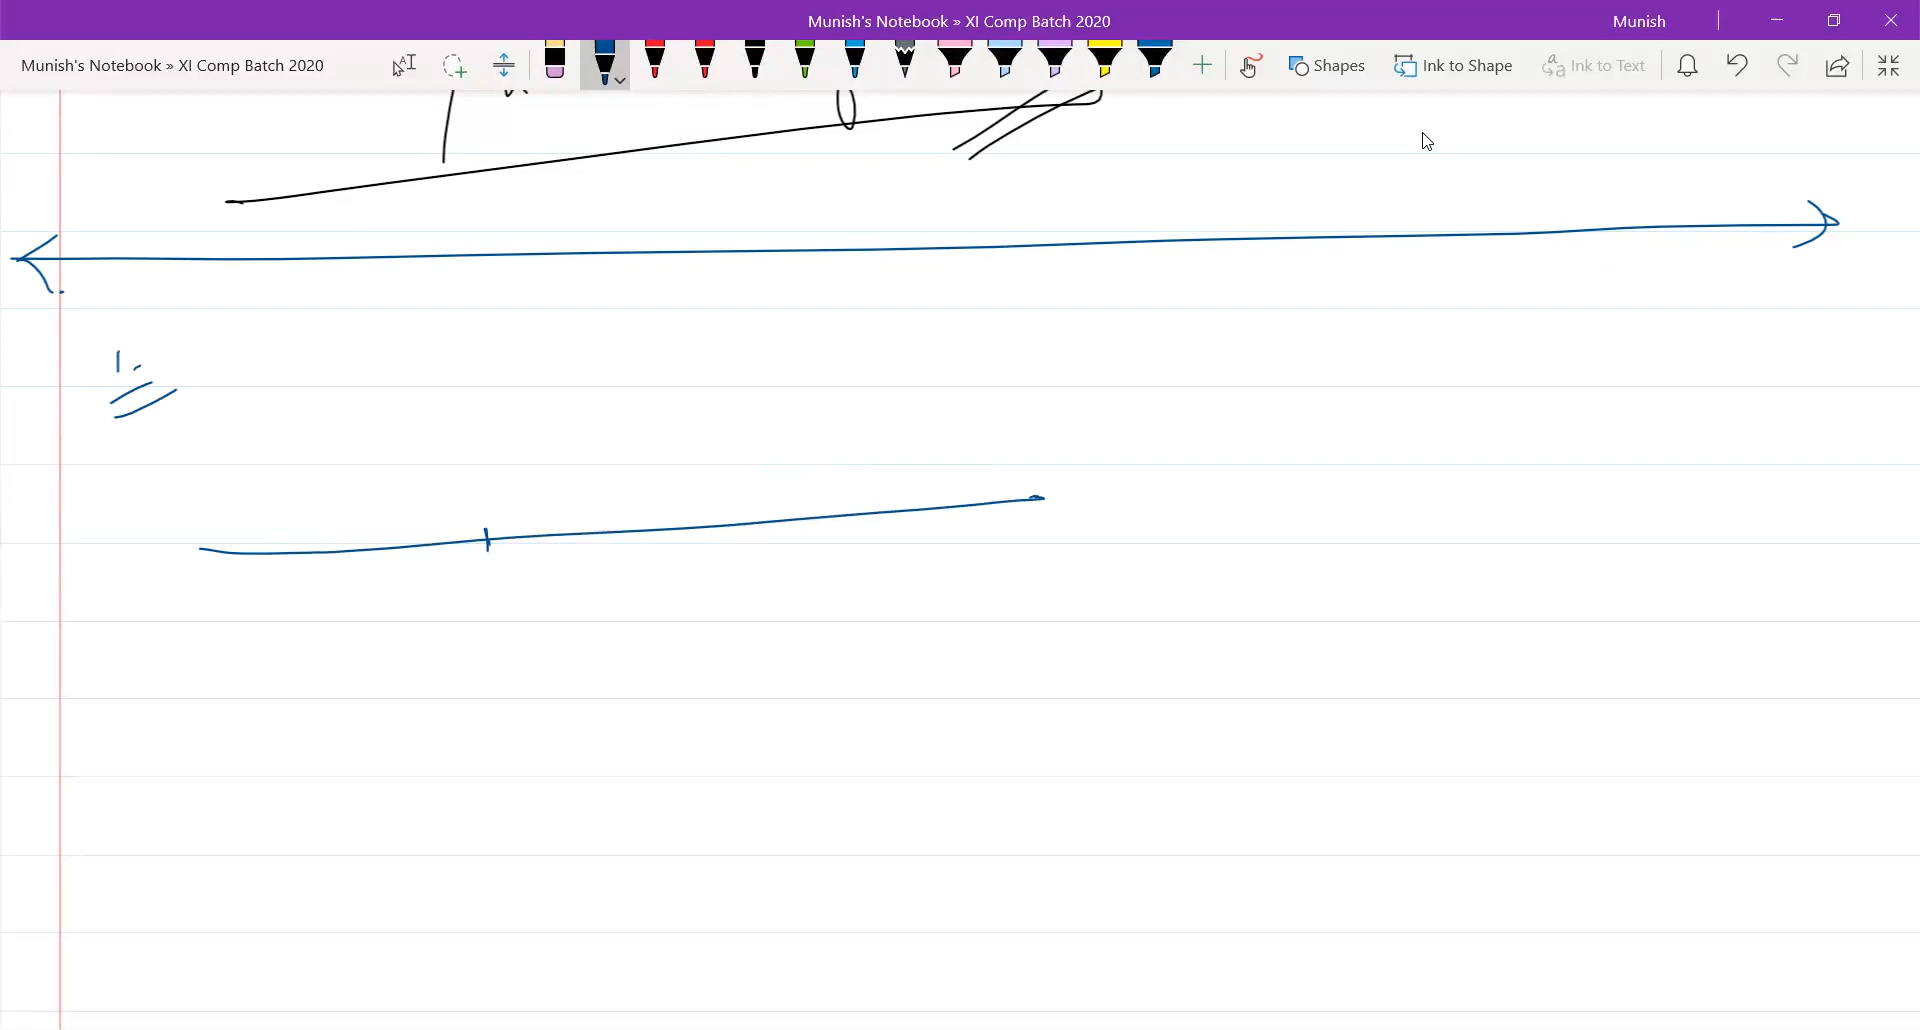 Munish's Notebook » XI Comp Batch 2020
Munish
Munish's Notebook » XI Comp Batch 2020
Shapes
Ink to Shape
Ink to Text
1.